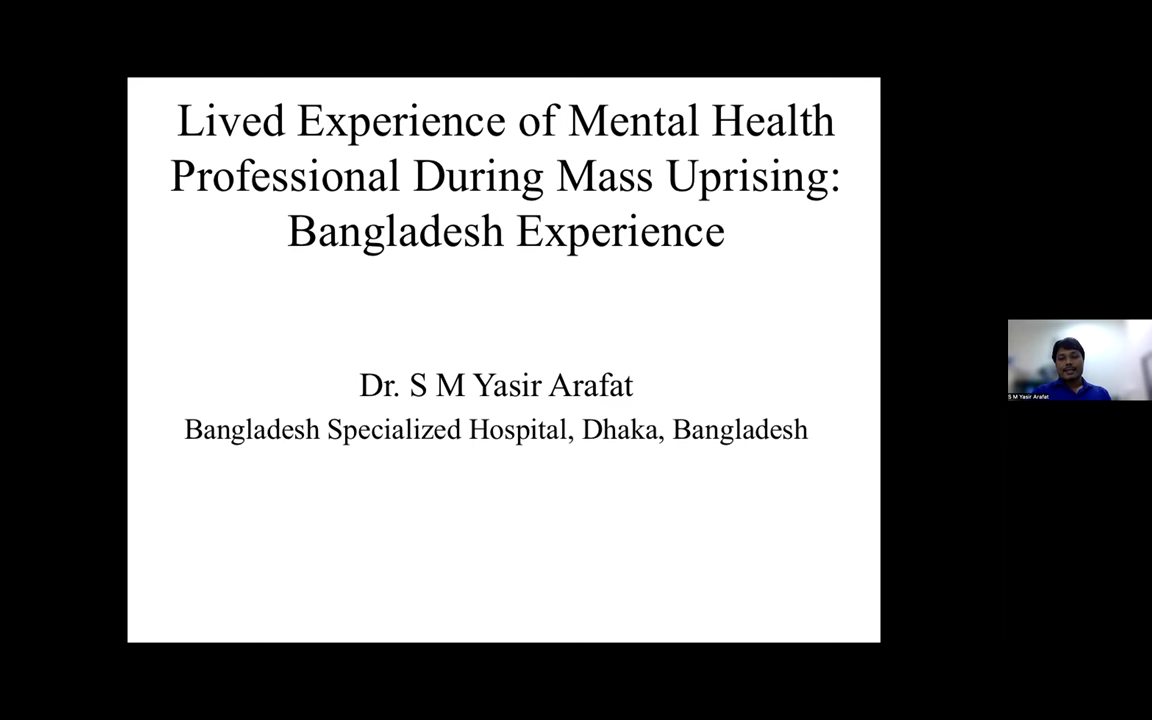 Lived Experience of Mental Health
Professional During Mass Uprising:
Bangladesh Experience
Dr. S M Yasir Arafat
Bangladesh Specialized Hospital, Dhaka, Bangladesh
S M Yasir Arafat